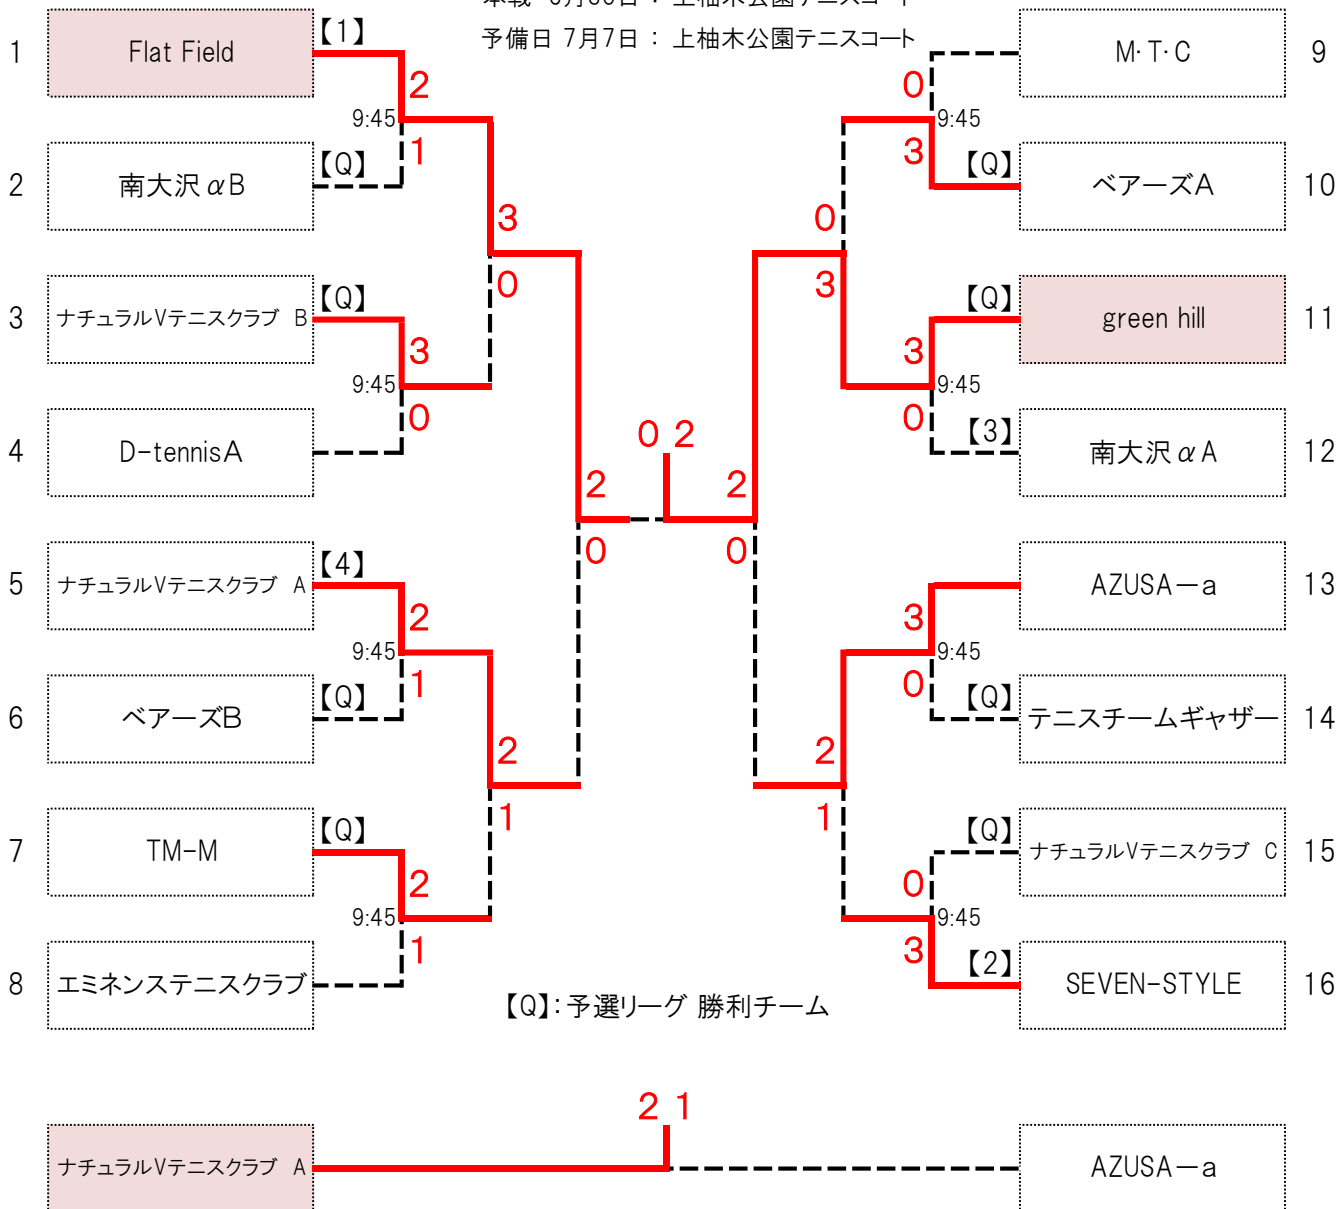 予備日 7月7日 : 上柚木公園テニスコート
1 Flat Field 【1】
2 南大沢αB 【Q】
3 ナチュラルVテニスクラブ B 【Q】
4 D-tennisA
5 ナチュラルVテニスクラブ A 【4】
6 ベアーズB 【Q】
7 TM-M 【Q】
8 エミネンステニスクラブ
9:45 2 1
9:45 3 0
9:45 2 1
9:45 2 1
3 0
2 1
2 0
0 2
M・T・C 9
【Q】 ベアーズA 10
【Q】 green hill 11
【3】 南大沢αA 12
AZUSA-a 13
【Q】 テニスチームギャザー 14
【Q】 ナチュラルVテニスクラブ C 15
【2】 SEVEN-STYLE 16
0 3 9:45
3 0 9:45
3 0 9:45
0 3 9:45
0 3
2 1
2 0
【Q】:予選リーグ 勝利チーム
2 1
ナチュラルVテニスクラブ A
AZUSA-a